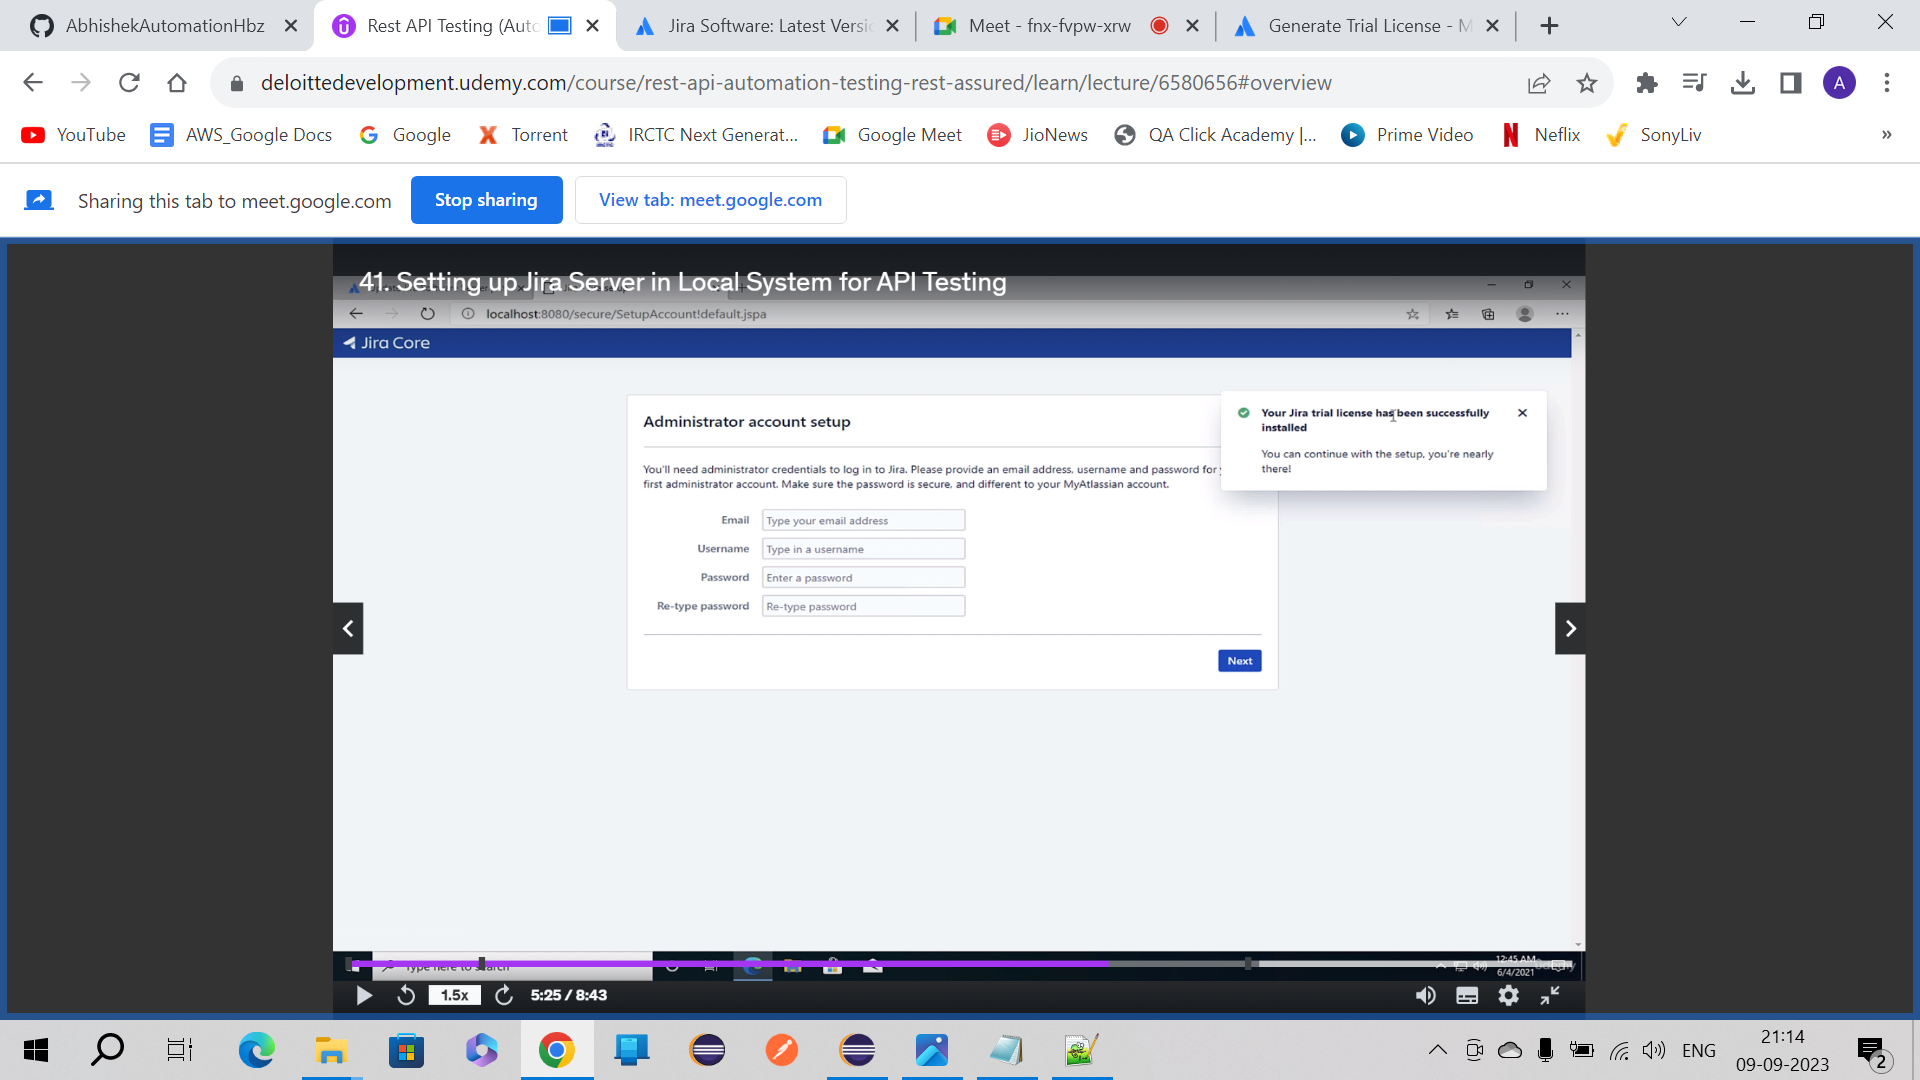 AbhishekAutomationHbz
Rest API Testing (Auto
Jira Software: Latest Versic
Meet - fnx-fvpw-xrw
Generate Trial License - M
deloittedevelopment.udemy.com/course/rest-api-automation-testing-rest-assured/learn/lecture/6580656#overview
A
YouTube
AWS_Google Docs
Google
Torrent
IRCTC Next Generat...
Google Meet
JioNews
QA Click Academy |...
Prime Video
Neflix
SonyLiv
»
Sharing this tab to meet.google.com
Stop sharing
View tab: meet.google.com
41. Setting up Jira Server in Local System for API Testing
localhost:8080/secure/SetupAccount!default.jspa
Jira Core
Administrator account setup
Your Jira trial license has been successfully
installed
You can continue with the setup, you're nearly
there!
You'll need administrator credentials to log in to Jira. Please provide an email address, username and password for
first administrator account. Make sure the password is secure, and different to your MyAtlassian account.
Email
Type your email address
Username
Type in a username
Password
Enter a password
Re-type password
Re-type password
Next
Type here to search
12:45 AM
6/4/2021
1.5x
5:25 / 8:43
ENG
21:14
09-09-2023
2